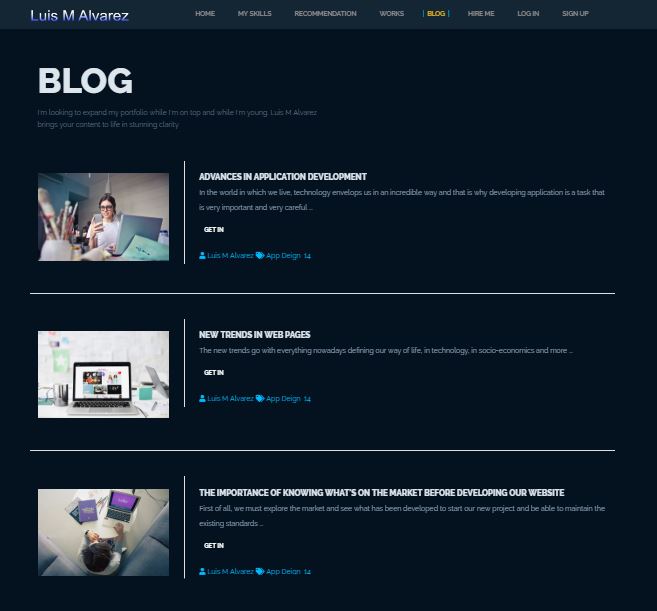 Luis M Alvarez
HOME MY SKILLS RECOMMENDATION WORKS | BLOG | HIRE ME LOG IN SIGN UP
BLOG
I'm looking to expand my portfolio while I'm on top and while I'm young. Luis M Alvarez
brings your content to life in stunning clarity
ADVANCES IN APPLICATION DEVELOPMENT
In the world in which we live, technology envelops us in an incredible way and that is why developing application is a task that
is very important and very careful ...
GET IN
Luis M Alvarez App Deign 14
NEW TRENDS IN WEB PAGES
The new trends go with everything nowadays defining our way of life, in technology, in socio-economics and more ...
GET IN
Luis M Alvarez App Deign 14
THE IMPORTANCE OF KNOWING WHAT'S ON THE MARKET BEFORE DEVELOPING OUR WEBSITE
First of all, we must explore the market and see what has been developed to start our new project and be able to maintain the
existing standards ...
GET IN
Luis M Alvarez App Deign 14